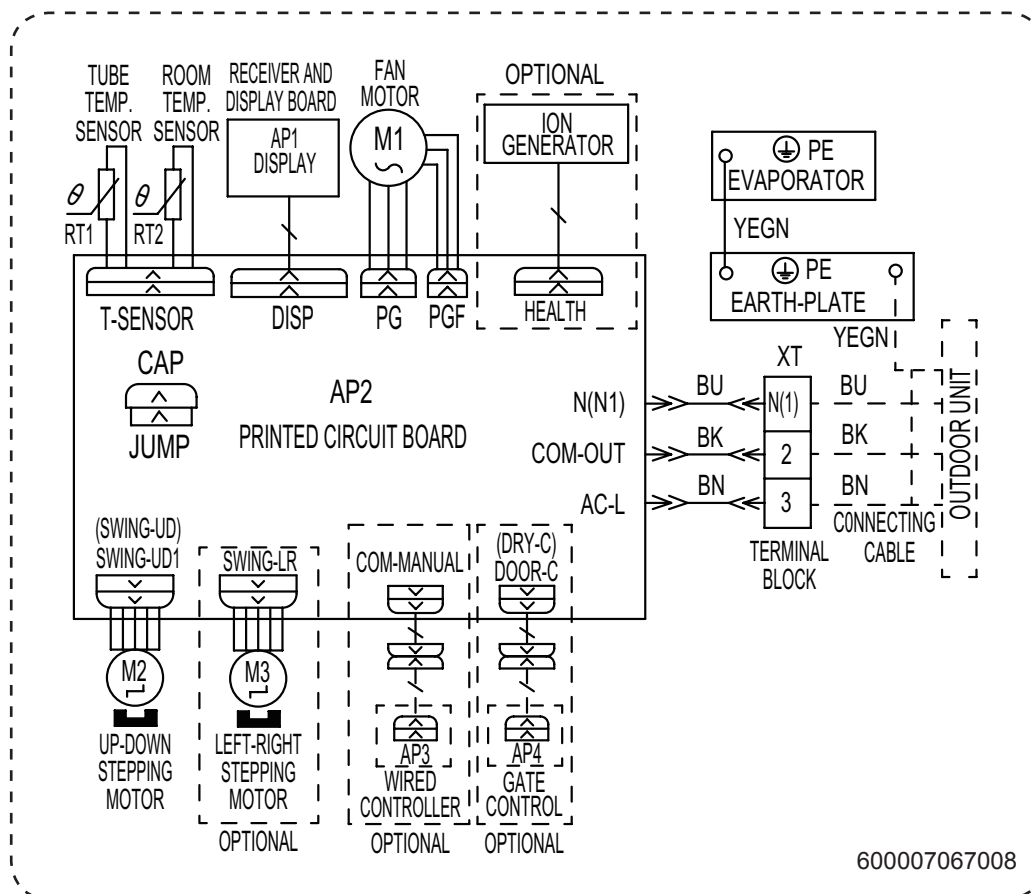 TUBE
TEMP.
SENSOR
ROOM
TEMP.
SENSOR
RECEIVER AND
DISPLAY BOARD
AP1
DISPLAY
FAN
MOTOR
M1
OPTIONAL
ION
GENERATOR
PE
EVAPORATOR
YEGN
PE
EARTH-PLATE
YEGN
θ
RT1
θ
RT2
T-SENSOR
DISP
PG
PGF
HEALTH
CAP
JUMP
AP2
PRINTED CIRCUIT BOARD
N(N1)
COM-OUT
AC-L
BU
BK
BN
XT
N(1)
2
3
TERMINAL
BLOCK
BU
BK
BN
C0NNECTING
CABLE
OUTDOOR UNIT
(SWING-UD)
SWING-UD1
M2
UP-DOWN
STEPPING
MOTOR
SWING-LR
M3
LEFT-RIGHT
STEPPING
MOTOR
OPTIONAL
COM-MANUAL
AP3
WIRED
CONTROLLER
OPTIONAL
(DRY-C)
DOOR-C
AP4
GATE
CONTROL
OPTIONAL
600007067008